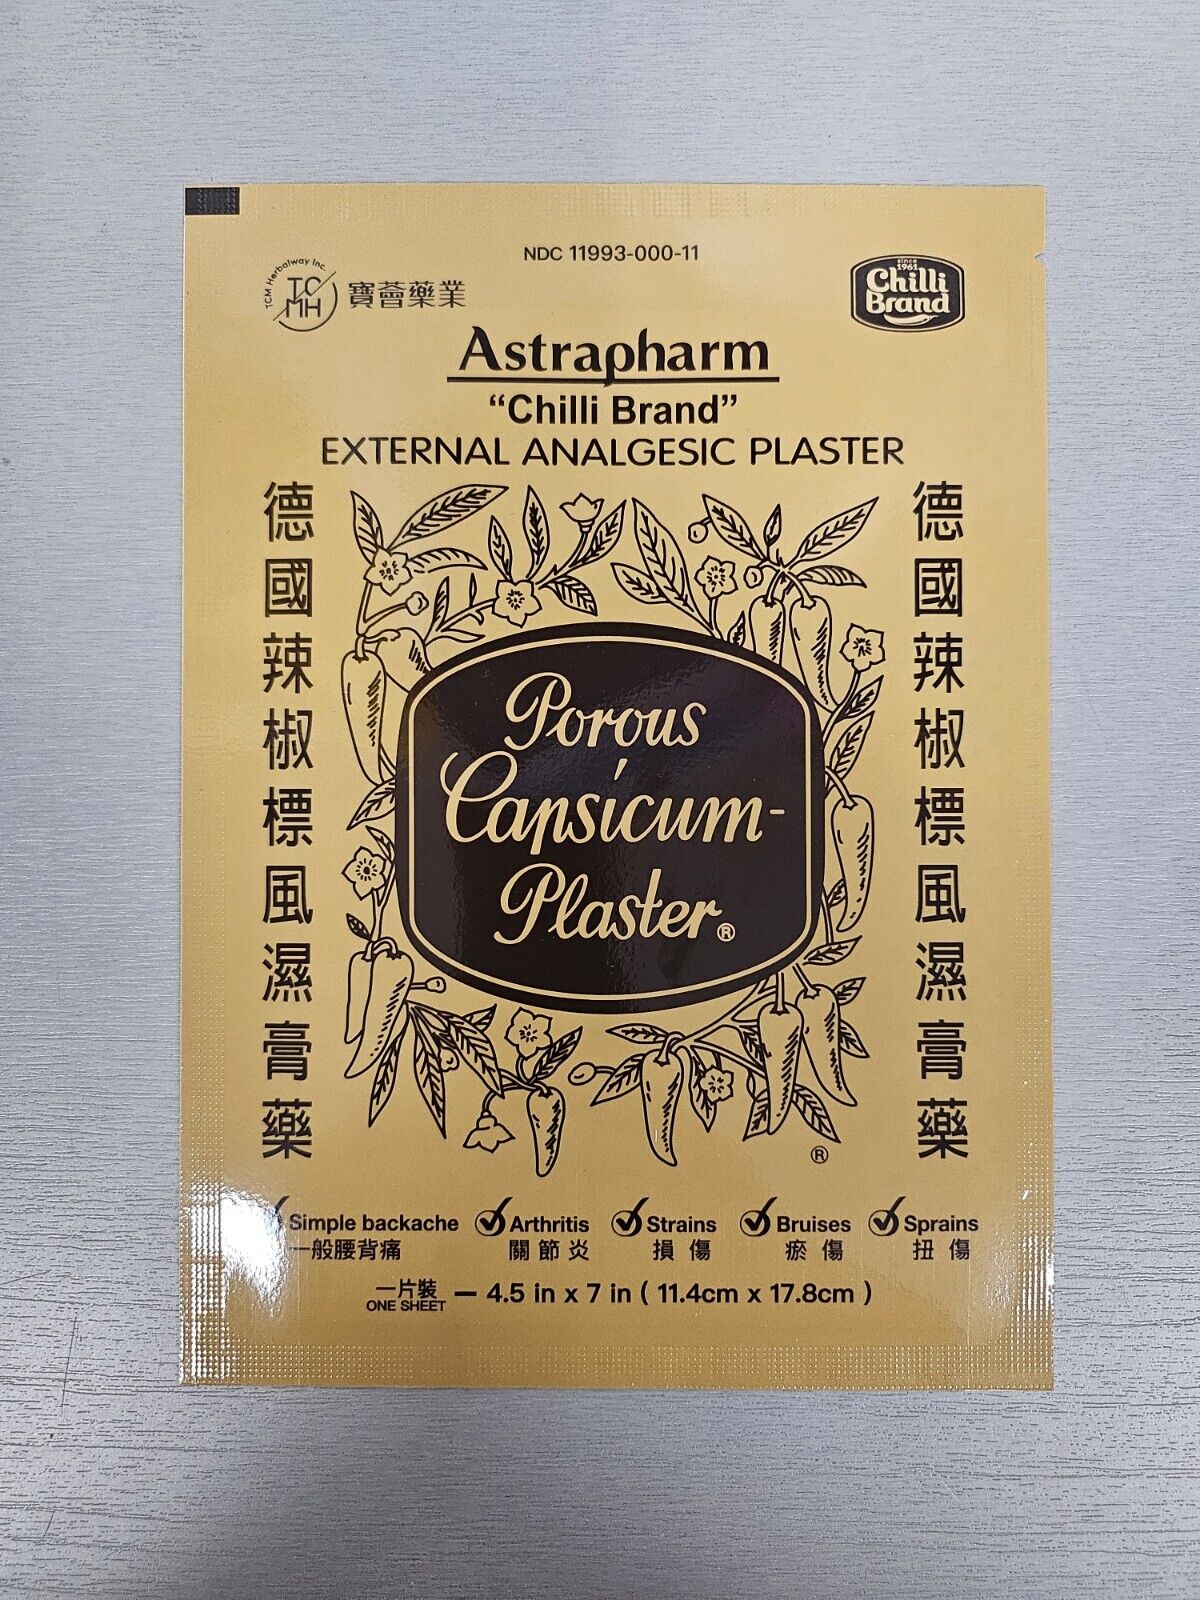 NDC 11993-000-11
TCM Herbalway Inc.
TC
MH
寶薈藥業
since
1961
Chilli
Brand
Astrapharm
“Chilli Brand”
EXTERNAL ANALGESIC PLASTER
德國辣椒標風濕膏藥
Porous
Capsicum-
Plaster®
德國辣椒標風濕膏藥
®
Simple backache
一般腰背痛
Arthritis
關節炎
Strains
損傷
Bruises
瘀傷
Sprains
扭傷
一片裝
ONE SHEET
— 4.5 in x 7 in ( 11.4cm x 17.8cm )